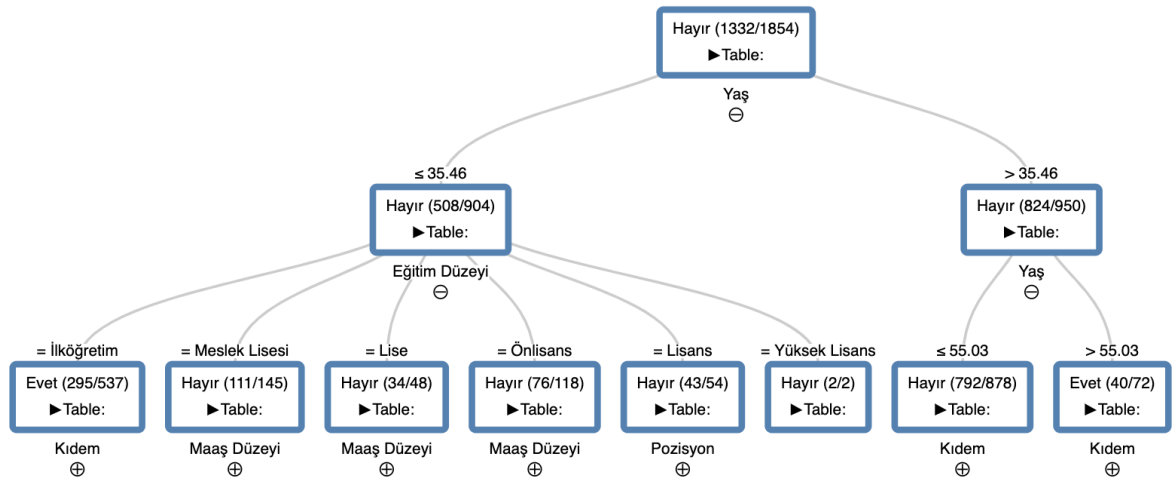 Hayır (1332/1854)
►Table:
Yaş
≤ 35.46
> 35.46
Hayır (508/904)
►Table:
Hayır (824/950)
►Table:
Eğitim Düzeyi
Yaş
= İlköğretim
= Meslek Lisesi
= Lise
= Önlisans
= Lisans
= Yüksek Lisans
≤ 55.03
> 55.03
Evet (295/537)
►Table:
Hayır (111/145)
►Table:
Hayır (34/48)
►Table:
Hayır (76/118)
►Table:
Hayır (43/54)
►Table:
Hayır (2/2)
►Table:
Hayır (792/878)
►Table:
Evet (40/72)
►Table:
Kıdem
Maaş Düzeyi
Maaş Düzeyi
Maaş Düzeyi
Pozisyon
Kıdem
Kıdem